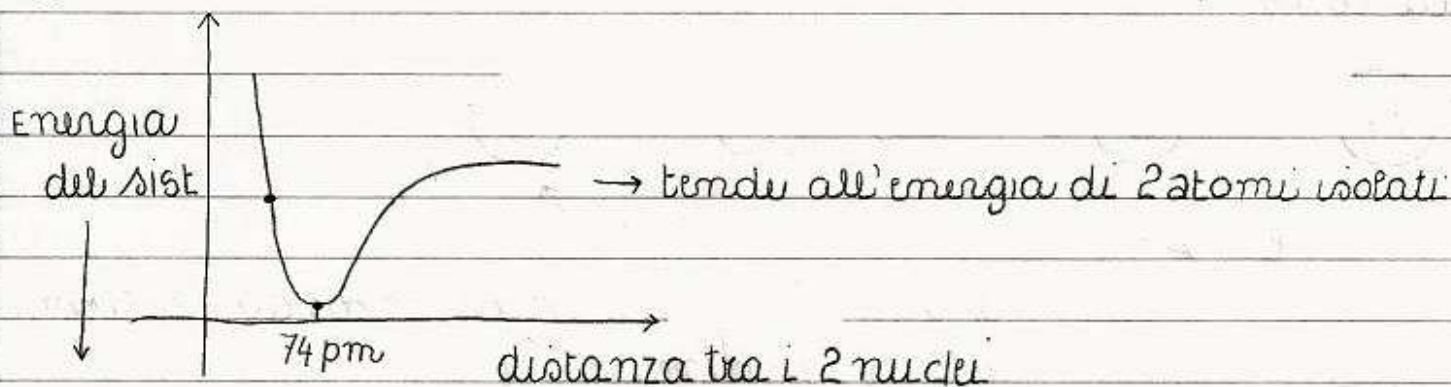 Energia
del sist
→ tende all'energia di 2 atomi isolati
74 pm
distanza tra i 2 nuclei